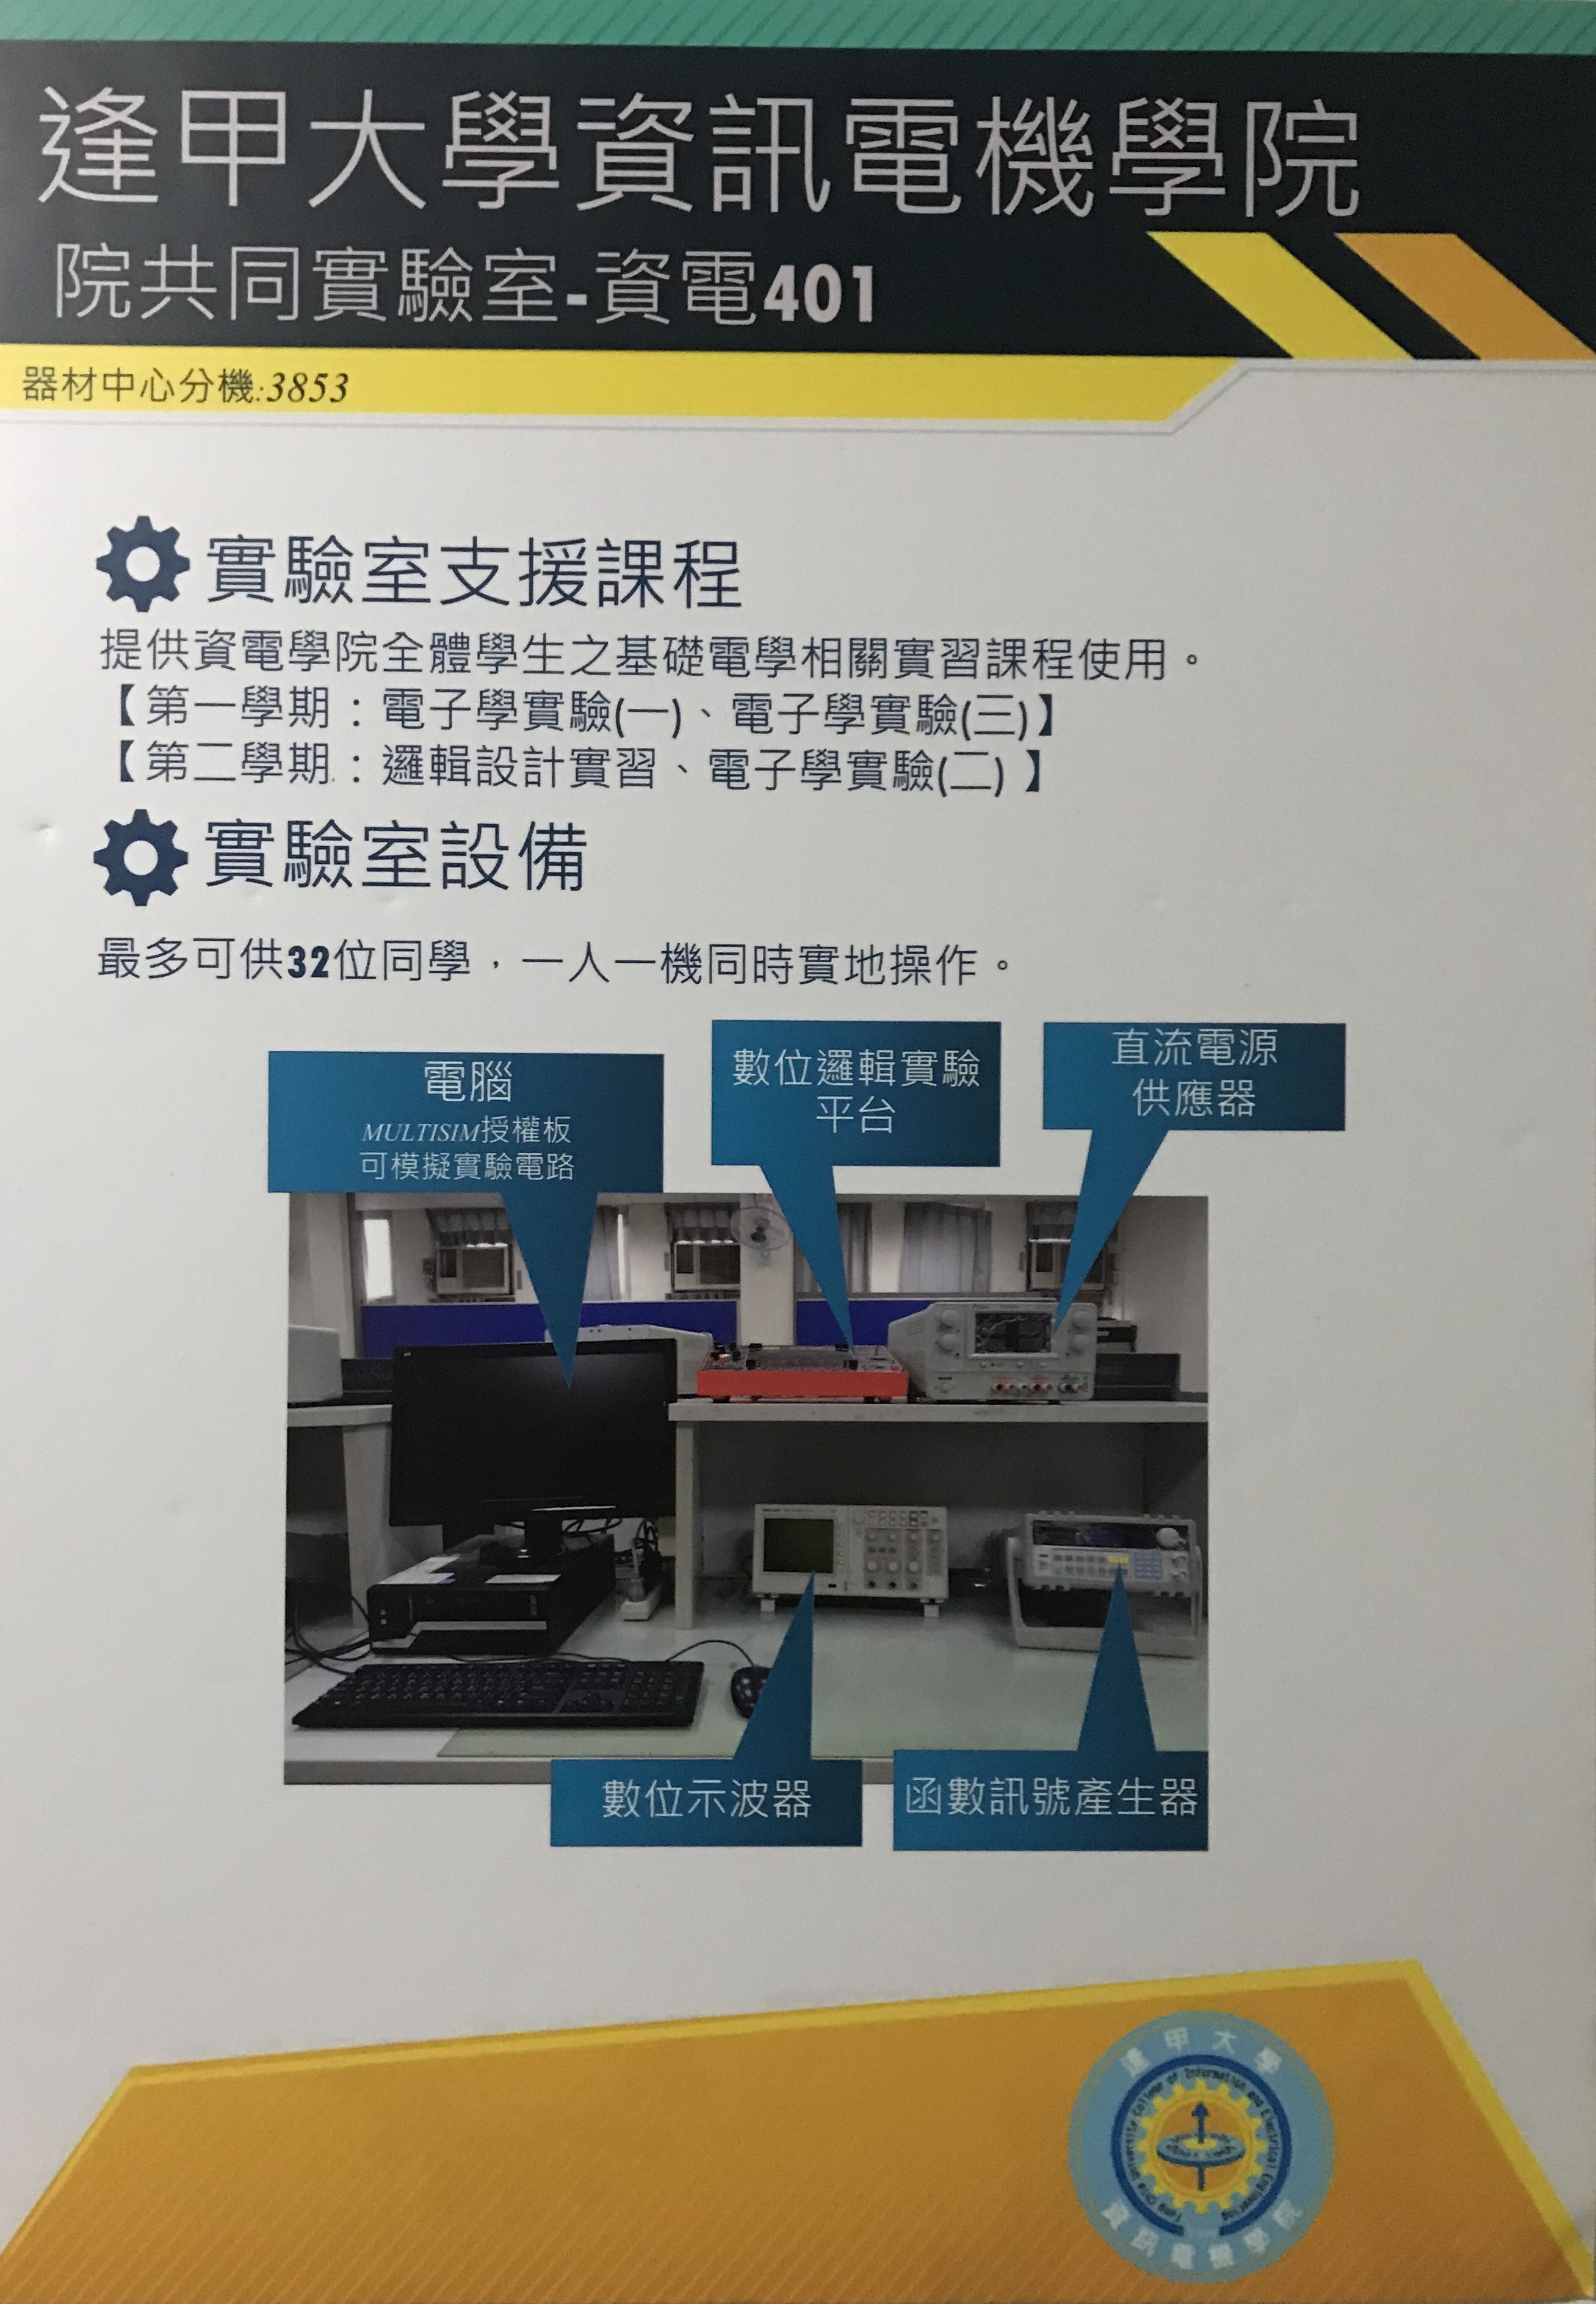 逢甲大學資訊電機學院
院共同實驗室-資電401
器材中心分機:3853
實驗室支援課程
提供資電學院全體學生之基礎電學相關實習課程使用。
【第一學期：電子學實驗(一)、電子學實驗(三)】
【第二學期：邏輯設計實習、電子學實驗(二) 】
實驗室設備
最多可供32位同學，一人一機同時實地操作。
電腦
MULTISIM授權板
可模擬實驗電路
數位邏輯實驗
平台
直流電源
供應器
數位示波器
函數訊號產生器
逢甲大學
Feng Chia University College of Information and Electrical Engineering
資訊電機學院